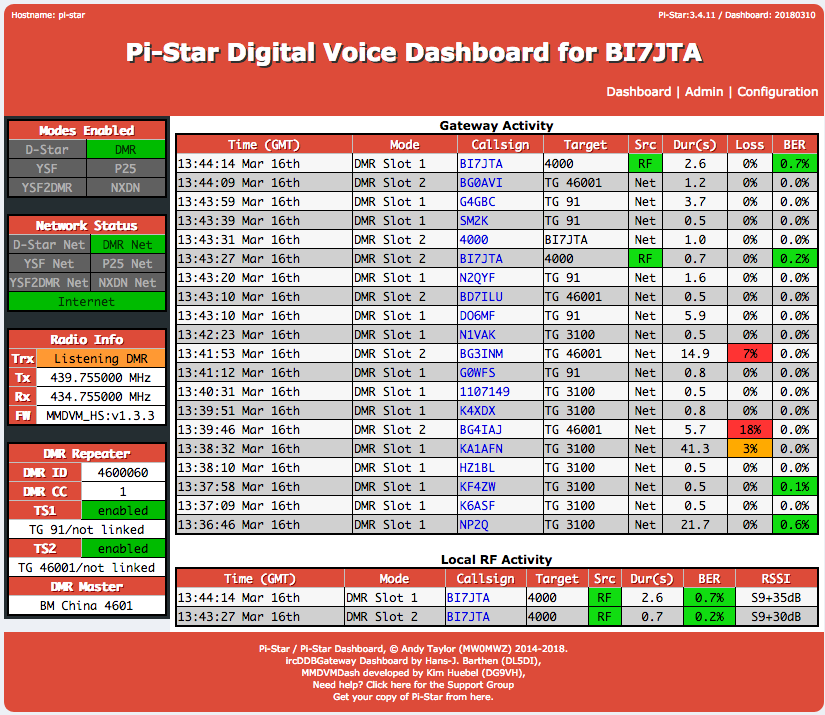 Hostname: pi-star Pi-Star:3.4.11 / Dashboard: 20180310
Pi-Star Digital Voice Dashboard for BI7JTA
Dashboard | Admin | Configuration
Modes Enabled
D-Star DMR
YSF P25
YSF2DMR NXDN
Network Status
D-Star Net DMR Net
YSF Net P25 Net
YSF2DMR Net NXDN Net
Internet
Radio Info
Trx Listening DMR
Tx 439.755000 MHz
Rx 434.755000 MHz
FW MMDVM_HS:v1.3.3
DMR Repeater
DMR ID 4600060
DMR CC 1
TS1 enabled
TG 91/not linked
TS2 enabled
TG 46001/not linked
DMR Master
BM China 4601
Gateway Activity
Time (GMT) Mode Callsign Target Src Dur(s) Loss BER
13:44:14 Mar 16th DMR Slot 1 BI7JTA 4000 RF 2.6 0% 0.7%
13:44:09 Mar 16th DMR Slot 2 BG0AVI TG 46001 Net 1.2 0% 0.0%
13:43:59 Mar 16th DMR Slot 1 G4GBC TG 91 Net 3.7 0% 0.0%
13:43:39 Mar 16th DMR Slot 1 SM2K TG 91 Net 0.5 0% 0.0%
13:43:31 Mar 16th DMR Slot 2 4000 BI7JTA Net 1.0 0% 0.0%
13:43:27 Mar 16th DMR Slot 2 BI7JTA 4000 RF 0.7 0% 0.2%
13:43:20 Mar 16th DMR Slot 1 N2QYF TG 91 Net 1.6 0% 0.0%
13:43:10 Mar 16th DMR Slot 2 BD7ILU TG 46001 Net 0.5 0% 0.0%
13:43:10 Mar 16th DMR Slot 1 DO6MF TG 91 Net 5.9 0% 0.0%
13:42:23 Mar 16th DMR Slot 1 N1VAK TG 3100 Net 0.5 0% 0.0%
13:41:53 Mar 16th DMR Slot 2 BG3INM TG 46001 Net 14.9 7% 0.0%
13:41:12 Mar 16th DMR Slot 1 G0WFS TG 91 Net 0.8 0% 0.0%
13:40:31 Mar 16th DMR Slot 1 1107149 TG 3100 Net 0.5 0% 0.0%
13:39:51 Mar 16th DMR Slot 1 K4XDX TG 3100 Net 0.8 0% 0.0%
13:39:46 Mar 16th DMR Slot 2 BG4IAJ TG 46001 Net 5.7 18% 0.0%
13:38:32 Mar 16th DMR Slot 1 KA1AFN TG 3100 Net 41.3 3% 0.0%
13:38:10 Mar 16th DMR Slot 1 HZ1BL TG 3100 Net 0.5 0% 0.0%
13:37:58 Mar 16th DMR Slot 1 KF4ZW TG 3100 Net 0.5 0% 0.1%
13:37:09 Mar 16th DMR Slot 1 K6ASF TG 3100 Net 0.5 0% 0.0%
13:36:46 Mar 16th DMR Slot 1 NP2Q TG 3100 Net 21.7 0% 0.6%
Local RF Activity
Time (GMT) Mode Callsign Target Src Dur(s) BER RSSI
13:44:14 Mar 16th DMR Slot 1 BI7JTA 4000 RF 2.6 0.7% S9+35dB
13:43:27 Mar 16th DMR Slot 2 BI7JTA 4000 RF 0.7 0.2% S9+30dB
Pi-Star / Pi-Star Dashboard, © Andy Taylor (MW0MWZ) 2014-2018.
ircDDBGateway Dashboard by Hans-J. Barthen (DL5DI),
MMDVMDash developed by Kim Huebel (DG9VH),
Need help? Click here for the Support Group
Get your copy of Pi-Star from here.